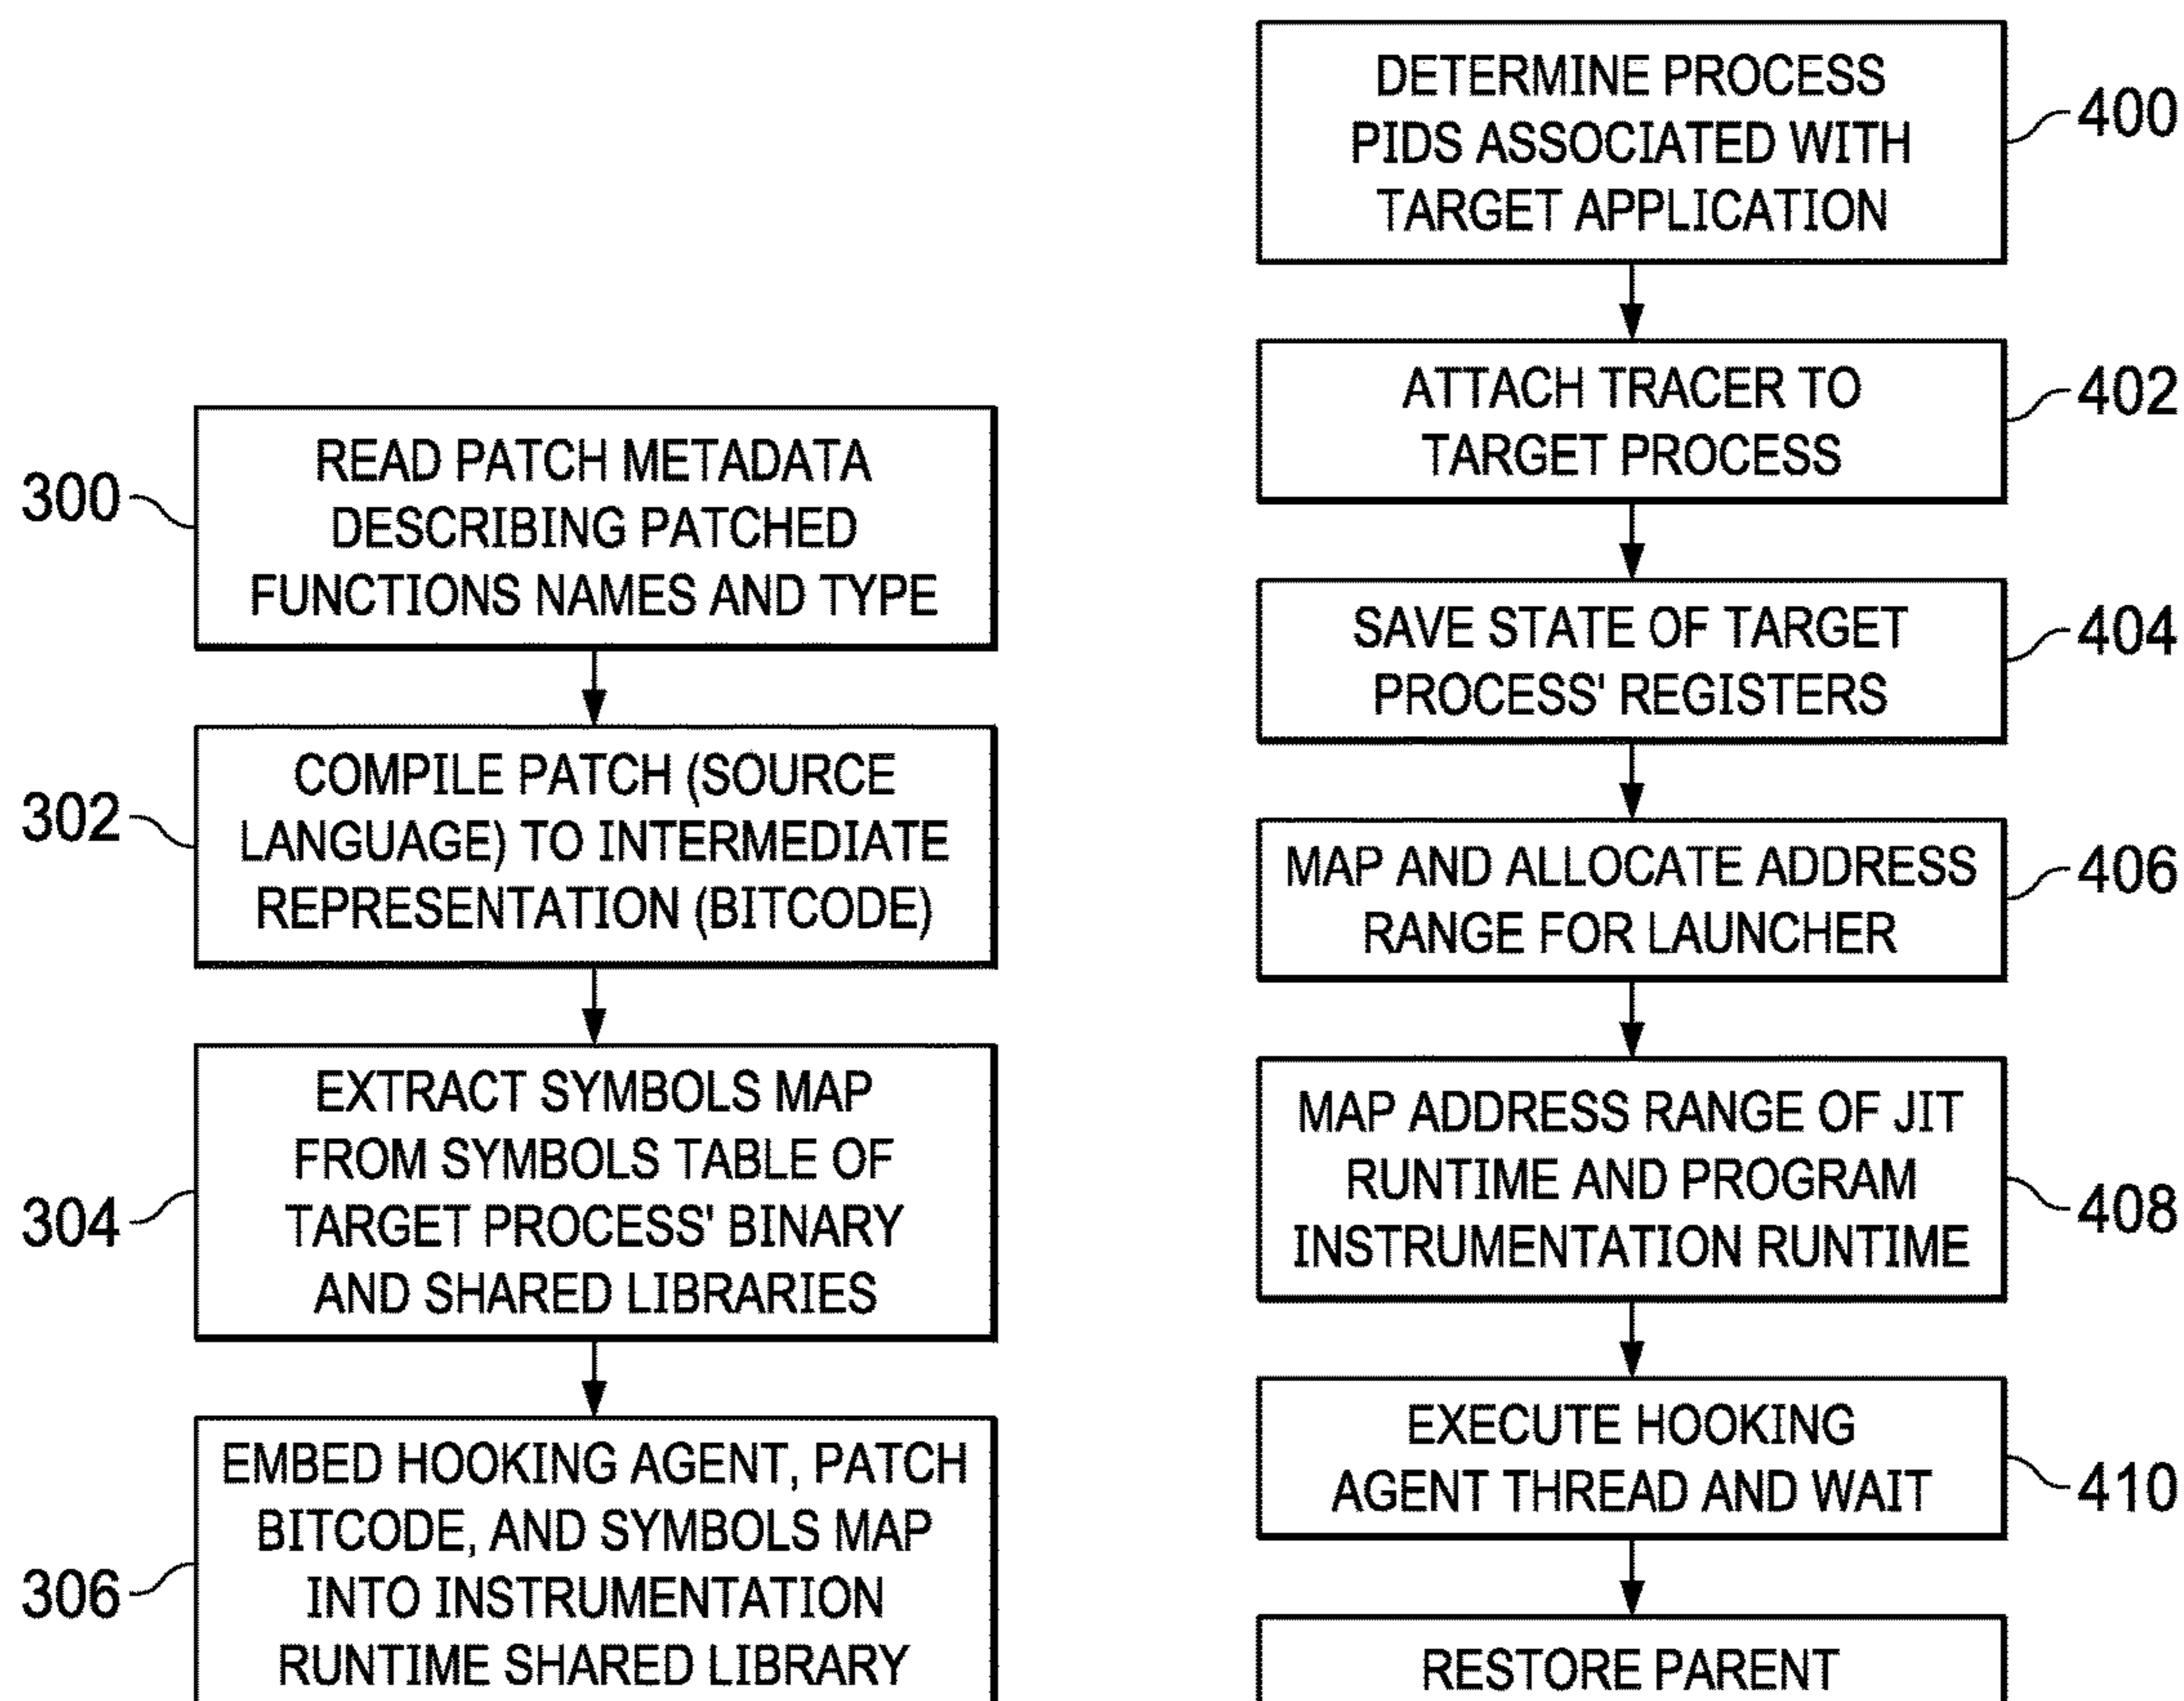 300
READ PATCH METADATA
DESCRIBING PATCHED
FUNCTIONS NAMES AND TYPE
302
COMPILE PATCH (SOURCE
LANGUAGE) TO INTERMEDIATE
REPRESENTATION (BITCODE)
304
EXTRACT SYMBOLS MAP
FROM SYMBOLS TABLE OF
TARGET PROCESS' BINARY
AND SHARED LIBRARIES
306
EMBED HOOKING AGENT, PATCH
BITCODE, AND SYMBOLS MAP
INTO INSTRUMENTATION
RUNTIME SHARED LIBRARY
DETERMINE PROCESS
PIDS ASSOCIATED WITH
TARGET APPLICATION
400
ATTACH TRACER TO
TARGET PROCESS
402
SAVE STATE OF TARGET
PROCESS' REGISTERS
404
MAP AND ALLOCATE ADDRESS
RANGE FOR LAUNCHER
406
MAP ADDRESS RANGE OF JIT
RUNTIME AND PROGRAM
INSTRUMENTATION RUNTIME
408
EXECUTE HOOKING
AGENT THREAD AND WAIT
410
RESTORE PARENT